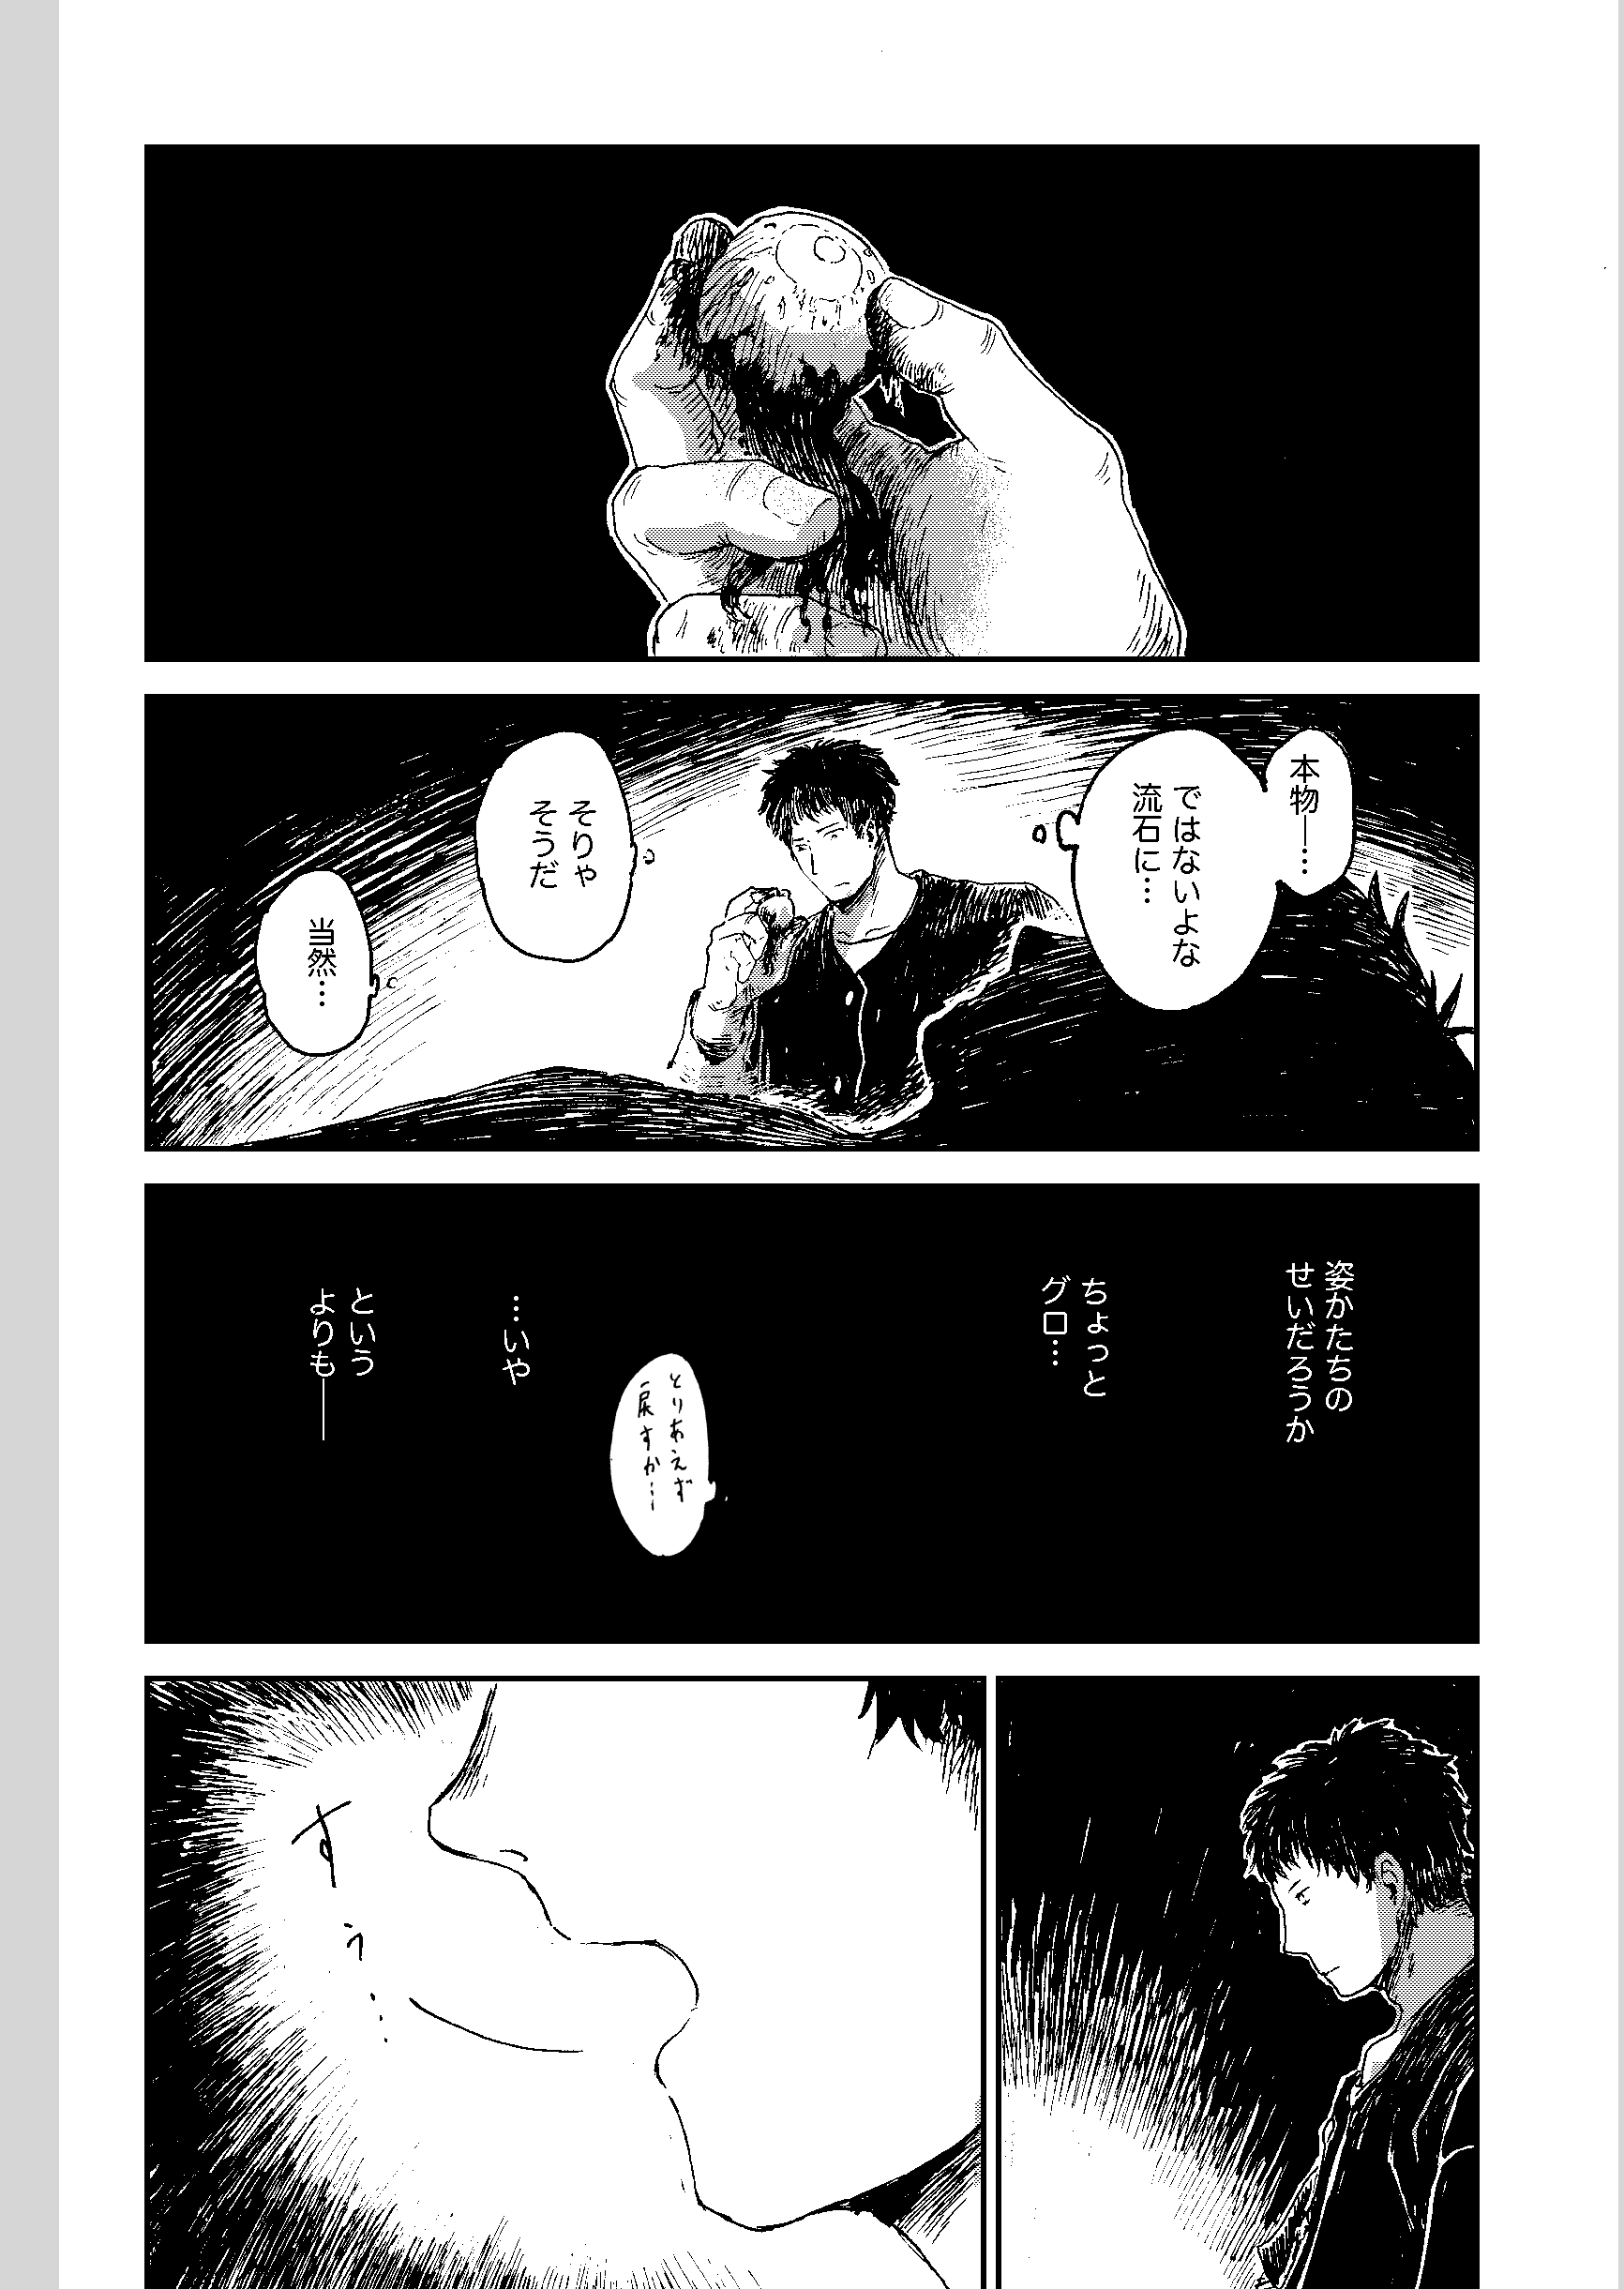 本物―…
ではないよな
流石に…
そりゃ
そうだ
当然…
姿かたちの
せいだろうか
ちょっと
グロ…
とりあえず
戻すか…
…いや
という
よりも――
キ
ラ
…